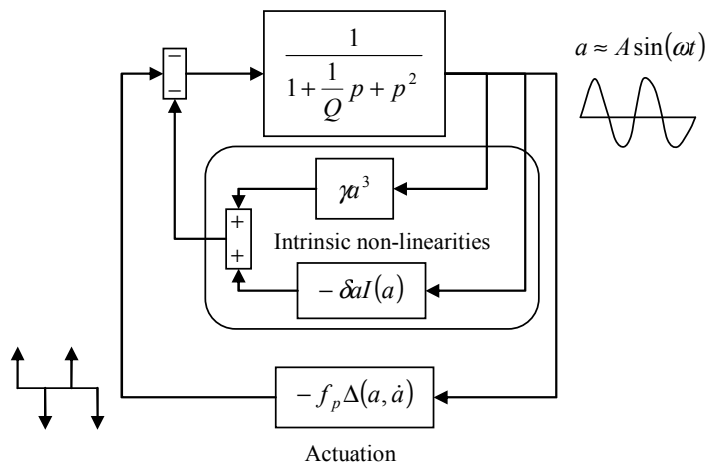 1
1 + 1/Q p + p²
a ≈ A sin(ωt)
− −
γa³
+ +
Intrinsic non-linearities
− δaI(a)
− f_p Δ(a, ȧ)
Actuation